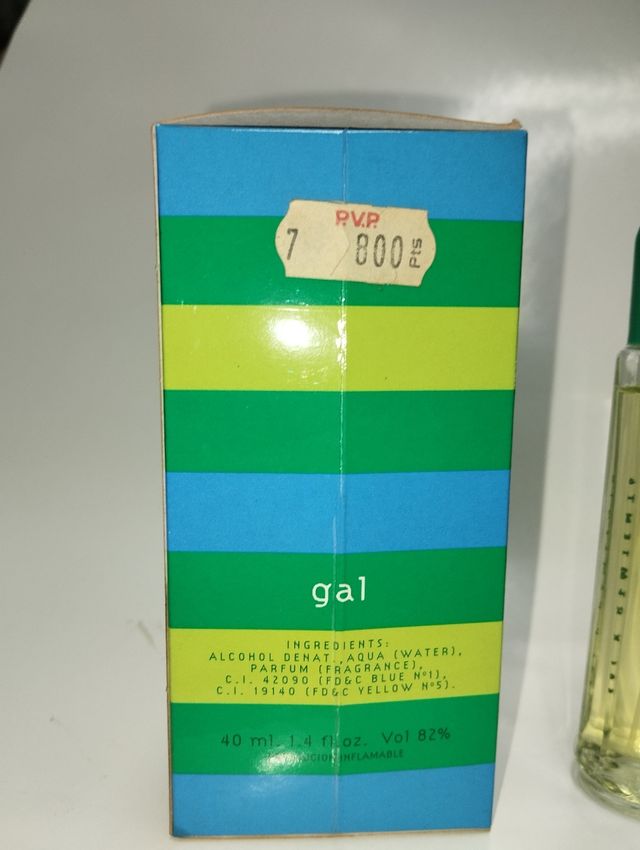 P.V.P.
7 800 Pts
gal
INGREDIENTS:
ALCOHOL DENAT., AQUA (WATER),
PARFUM (FRAGRANCE),
C.I. 42090 (FD&C BLUE Nº1),
C.I. 19140 (FD&C YELLOW Nº5).
40 ml. 1.4 fl.oz. Vol 82%
INFLAMABLE